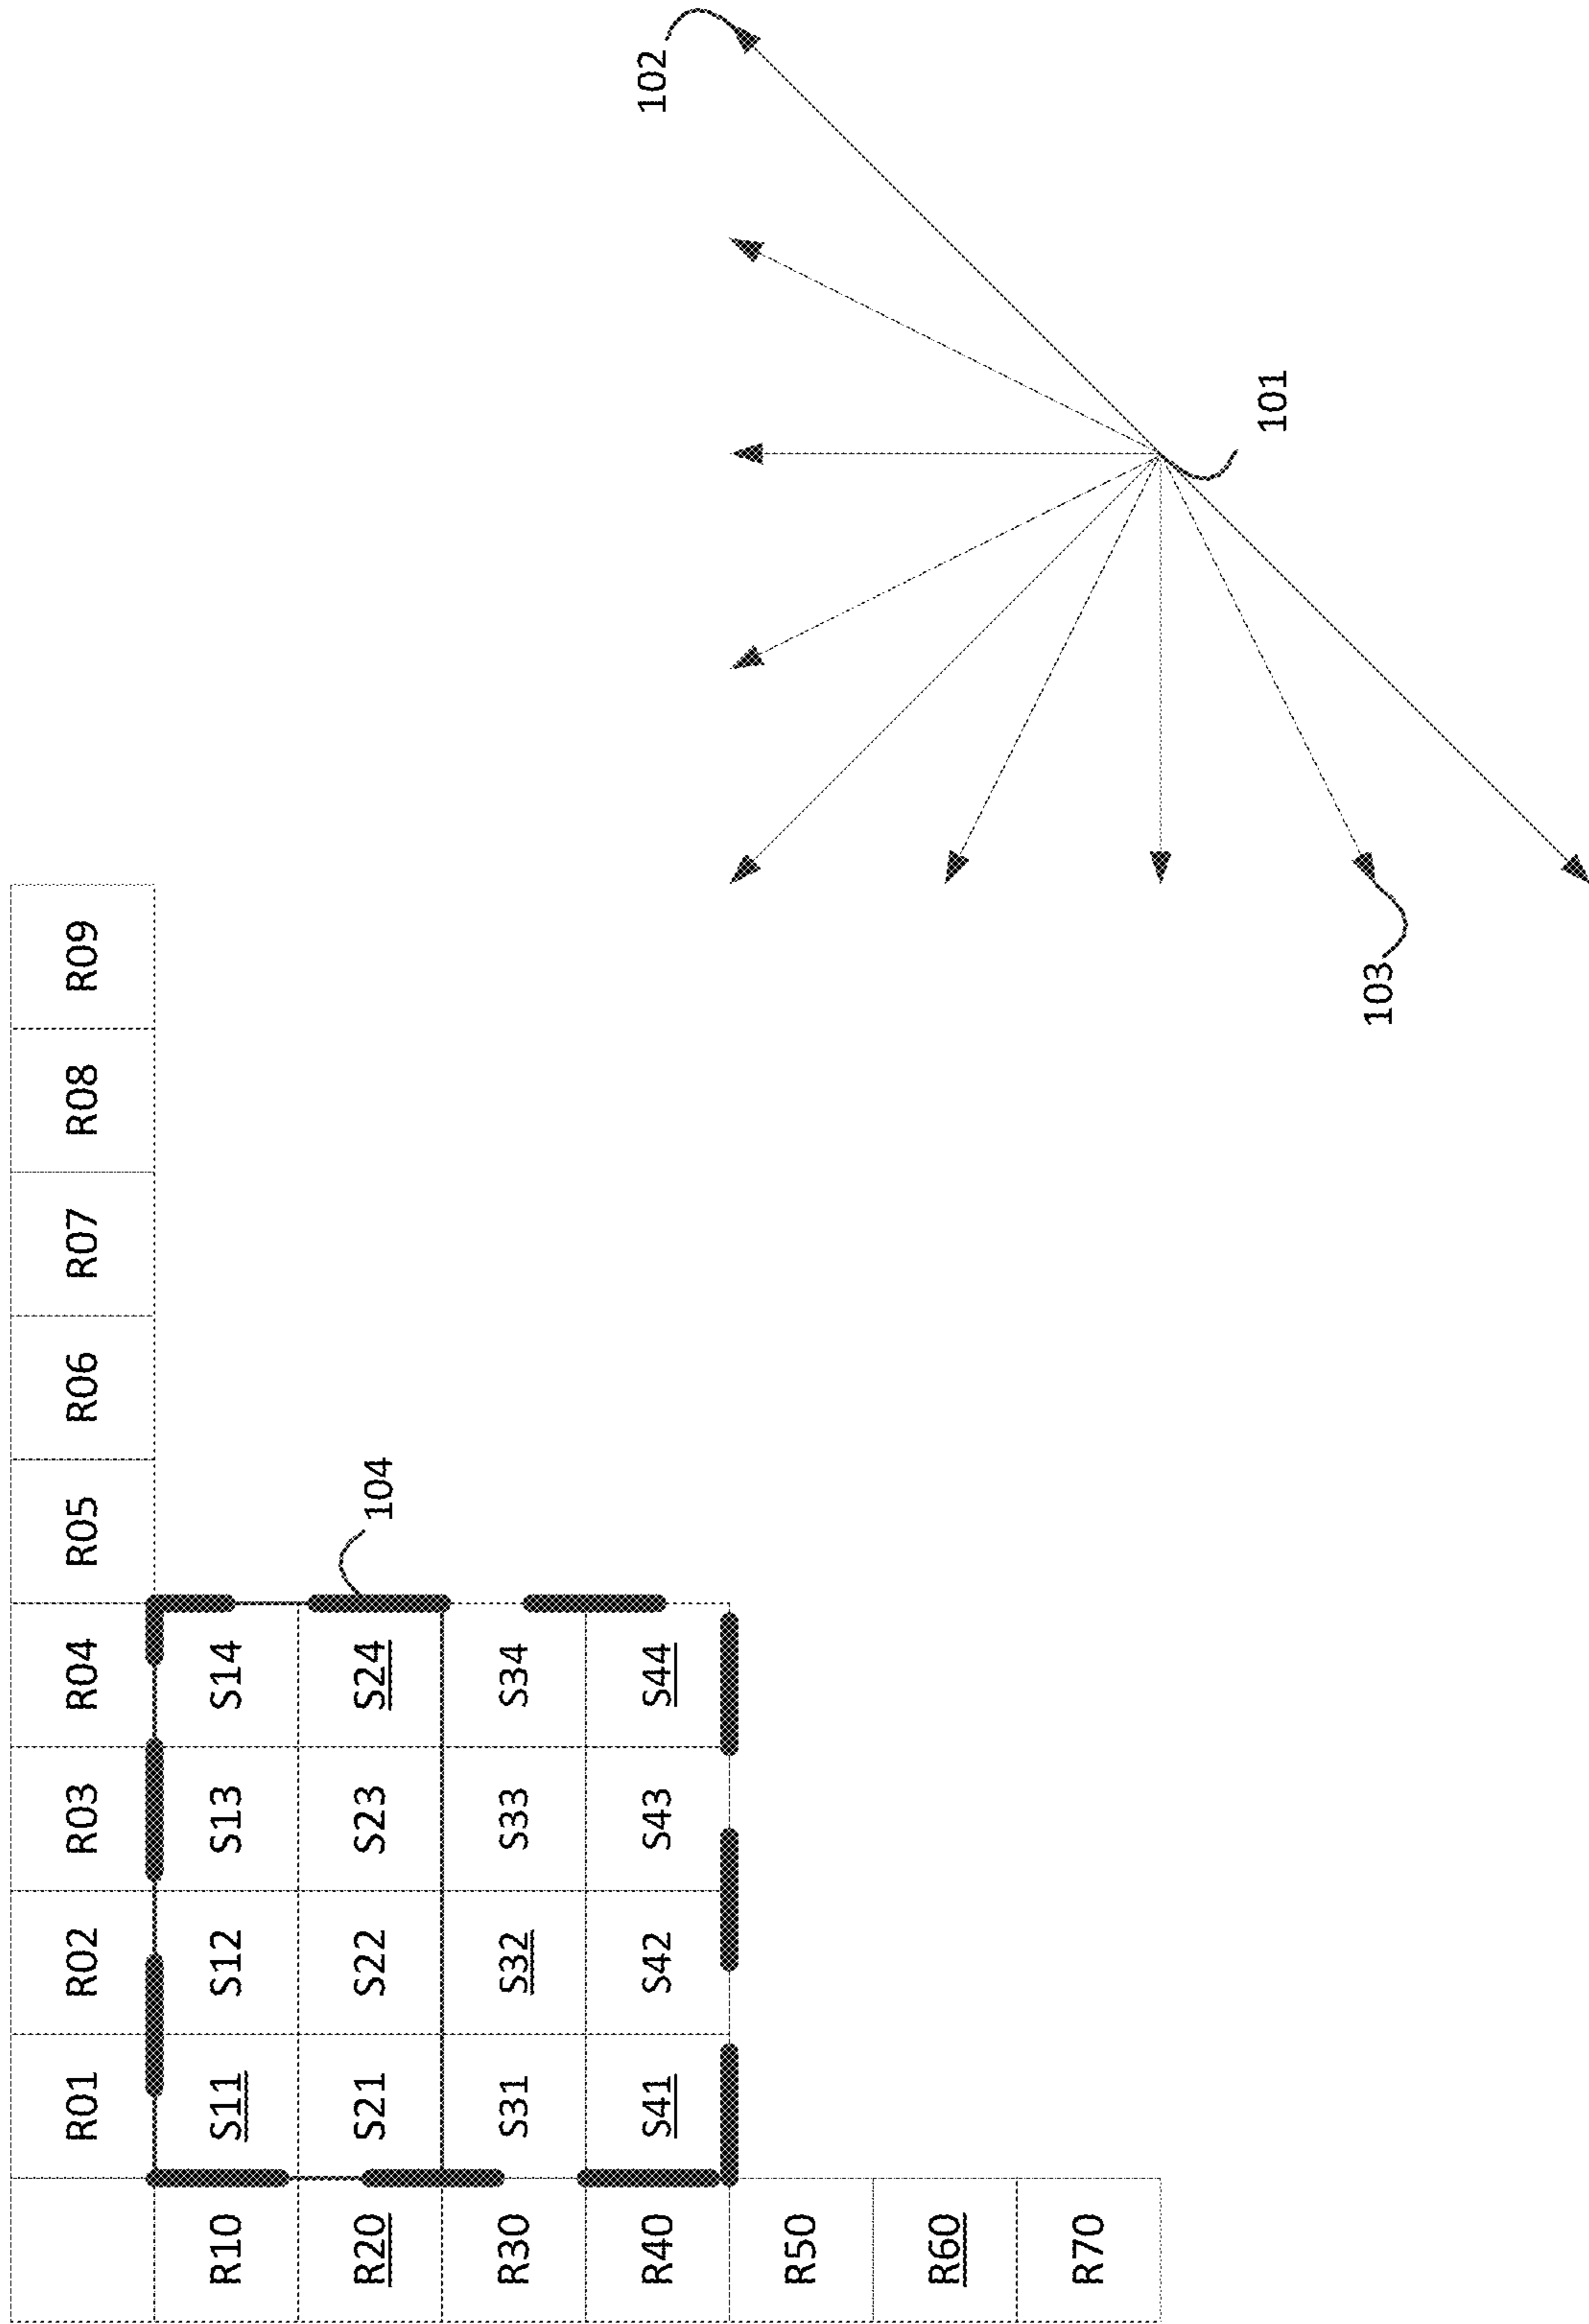 R01 R02 R03 R04 R05 R06 R07 R08 R09
R10 S11 S12 S13 S14
R20 S21 S22 S23 S24
R30 S31 S32 S33 S34
R40 S41 S42 S43 S44
R50
R60
R70
104
102
101
103